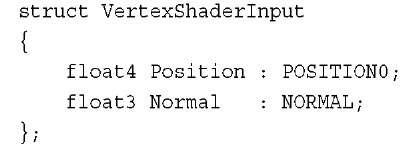 struct VertexShaderInput
{
    float4 Position : POSITION0;
    float3 Normal   : NORMAL;
};